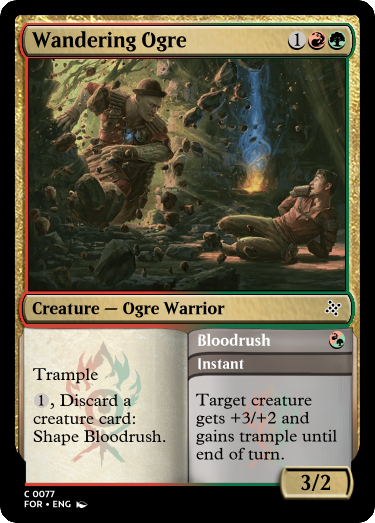 Wandering Ogre 1
Creature — Ogre Warrior
Trample
1, Discard a
creature card:
Shape Bloodrush.
Bloodrush
Instant
Target creature
gets +3/+2 and
gains trample until
end of turn.
3/2
C 0077
FOR • ENG